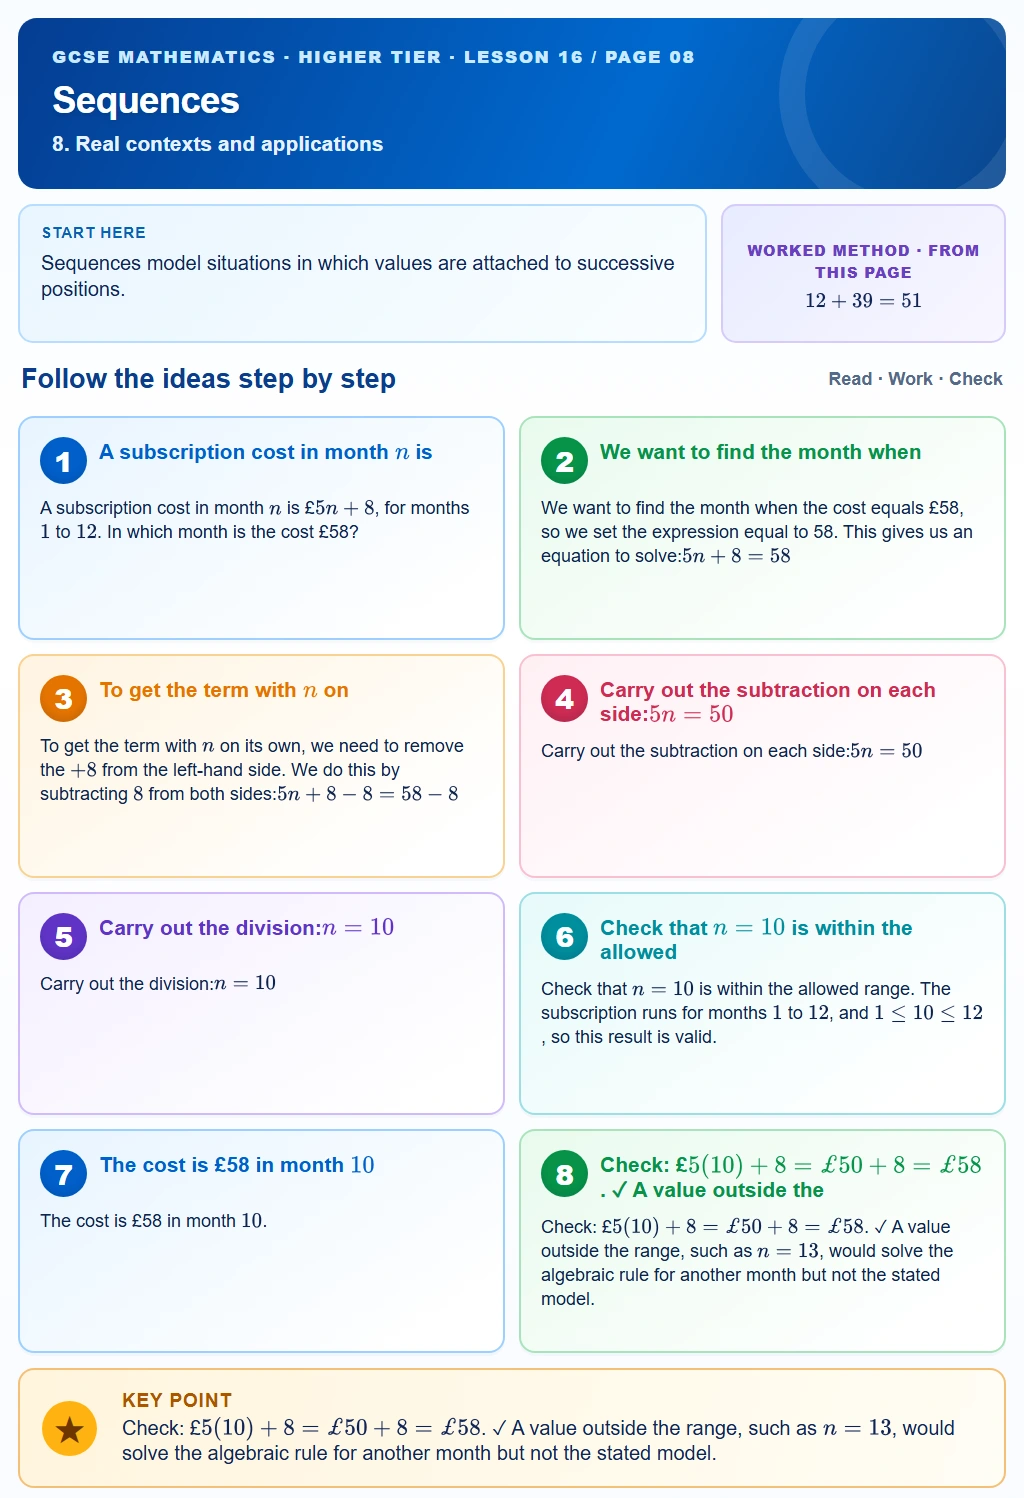 GCSE MATHEMATICS · HIGHER TIER · LESSON 16 / PAGE 08
Sequences
8. Real contexts and applications
START HERE
Sequences model situations in which values are attached to successive
positions.
WORKED METHOD · FROM
THIS PAGE
12 + 39 = 51
Follow the ideas step by step
Read · Work · Check
1
A subscription cost in month n is
A subscription cost in month n is £5n + 8, for months
1 to 12. In which month is the cost £58?
2
We want to find the month when
We want to find the month when the cost equals £58,
so we set the expression equal to 58. This gives us an
equation to solve:5n + 8 = 58
3
To get the term with n on
To get the term with n on its own, we need to remove
the +8 from the left-hand side. We do this by
subtracting 8 from both sides:5n + 8 − 8 = 58 − 8
4
Carry out the subtraction on each
side:5n = 50
Carry out the subtraction on each side:5n = 50
5
Carry out the division:n = 10
Carry out the division:n = 10
6
Check that n = 10 is within the
allowed
Check that n = 10 is within the allowed range. The
subscription runs for months 1 to 12, and 1 ≤ 10 ≤ 12
, so this result is valid.
7
The cost is £58 in month 10
The cost is £58 in month 10.
8
Check: £5(10) + 8 = £50 + 8 = £58
. ✓ A value outside the
Check: £5(10) + 8 = £50 + 8 = £58. ✓ A value
outside the range, such as n = 13, would solve the
algebraic rule for another month but not the stated
model.
KEY POINT
Check: £5(10) + 8 = £50 + 8 = £58. ✓ A value outside the range, such as n = 13, would
solve the algebraic rule for another month but not the stated model.